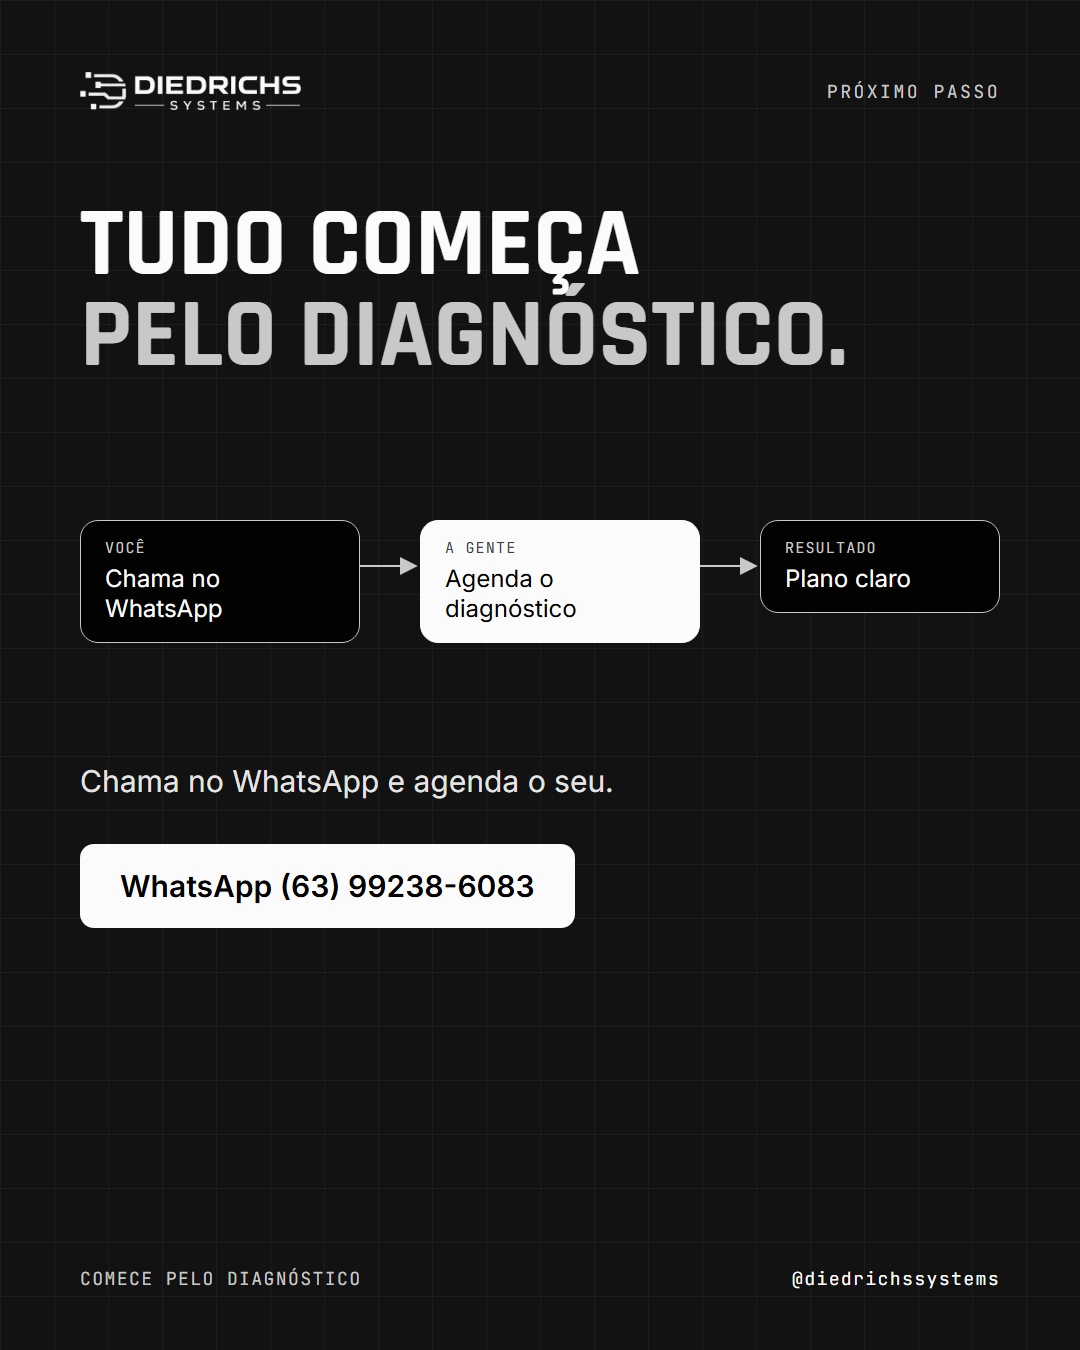 DIEDRICHS
SYSTEMS
PRÓXIMO PASSO
TUDO COMEÇA
PELO DIAGNÓSTICO.
VOCÊ
Chama no
WhatsApp
A GENTE
Agenda o
diagnóstico
RESULTADO
Plano claro
Chama no WhatsApp e agenda o seu.
WhatsApp (63) 99238-6083
COMECE PELO DIAGNÓSTICO
@diedrichssystems